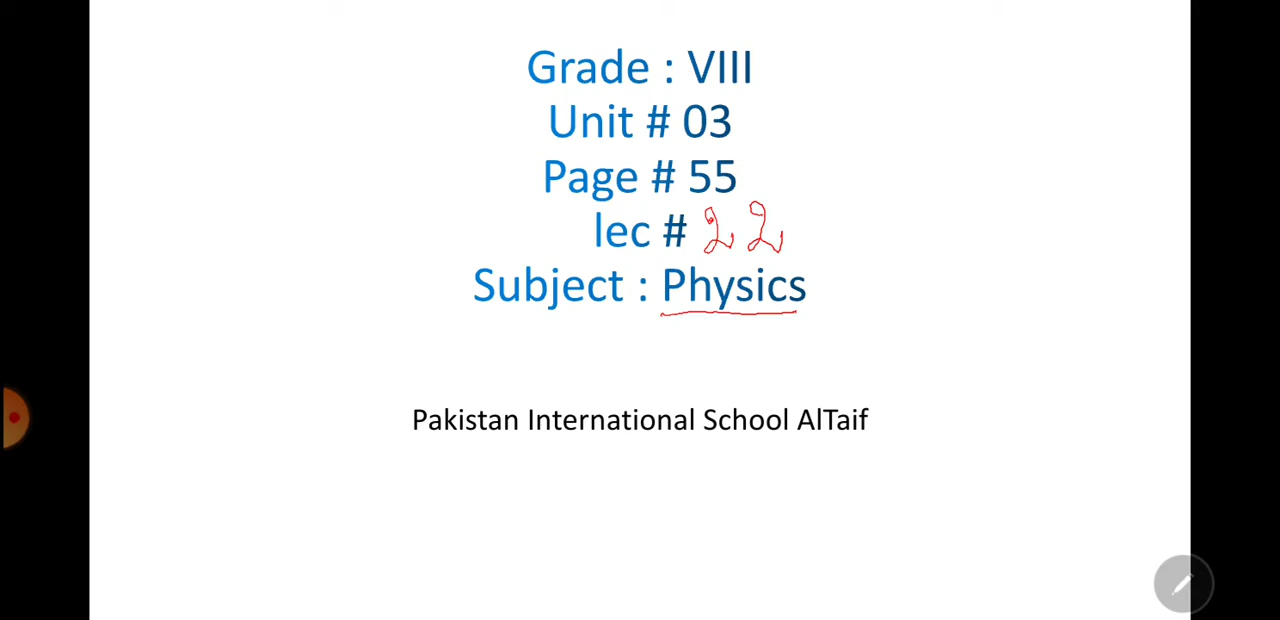 Grade : VIII
Unit # 03
Page # 55
lec # 22
Subject : Physics
Pakistan International School AlTaif